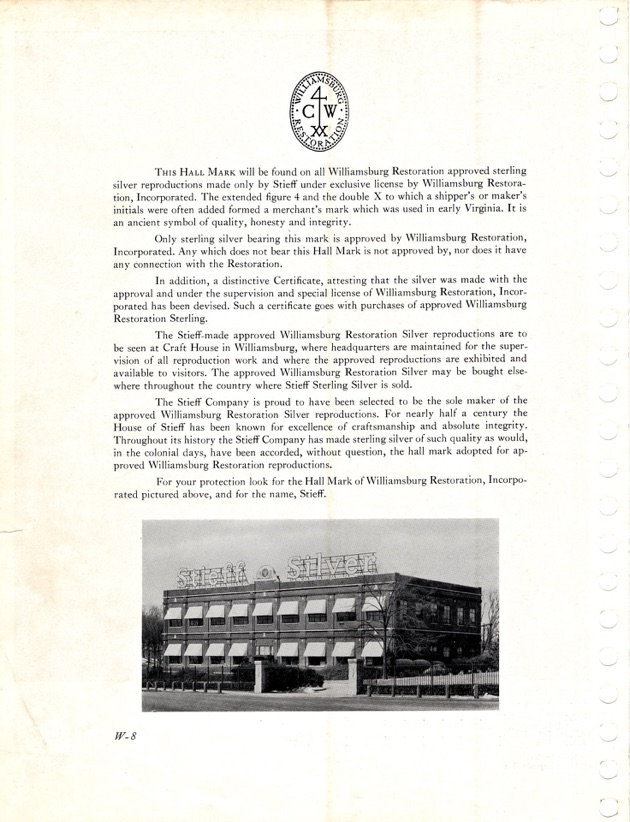 WILLIAMSBURG
4
C W
XX
RESTORATION
THIS HALL MARK will be found on all Williamsburg Restoration approved sterling
silver reproductions made only by Stieff under exclusive license by Williamsburg Restora-
tion, Incorporated. The extended figure 4 and the double X to which a shipper's or maker's
initials were often added formed a merchant's mark which was used in early Virginia. It is
an ancient symbol of quality, honesty and integrity.
Only sterling silver bearing this mark is approved by Williamsburg Restoration,
Incorporated. Any which does not bear this Hall Mark is not approved by, nor does it have
any connection with the Restoration.
In addition, a distinctive Certificate, attesting that the silver was made with the
approval and under the supervision and special license of Williamsburg Restoration, Incor-
porated has been devised. Such a certificate goes with purchases of approved Williamsburg
Restoration Sterling.
The Stieff-made approved Williamsburg Restoration Silver reproductions are to
be seen at Craft House in Williamsburg, where headquarters are maintained for the super-
vision of all reproduction work and where the approved reproductions are exhibited and
available to visitors. The approved Williamsburg Restoration Silver may be bought else-
where throughout the country where Stieff Sterling Silver is sold.
The Stieff Company is proud to have been selected to be the sole maker of the
approved Williamsburg Restoration Silver reproductions. For nearly half a century the
House of Stieff has been known for excellence of craftsmanship and absolute integrity.
Throughout its history the Stieff Company has made sterling silver of such quality as would,
in the colonial days, have been accorded, without question, the hall mark adopted for ap-
proved Williamsburg Restoration reproductions.
For your protection look for the Hall Mark of Williamsburg Restoration, Incorpo-
rated pictured above, and for the name, Stieff.
Stieff Silver
W-8